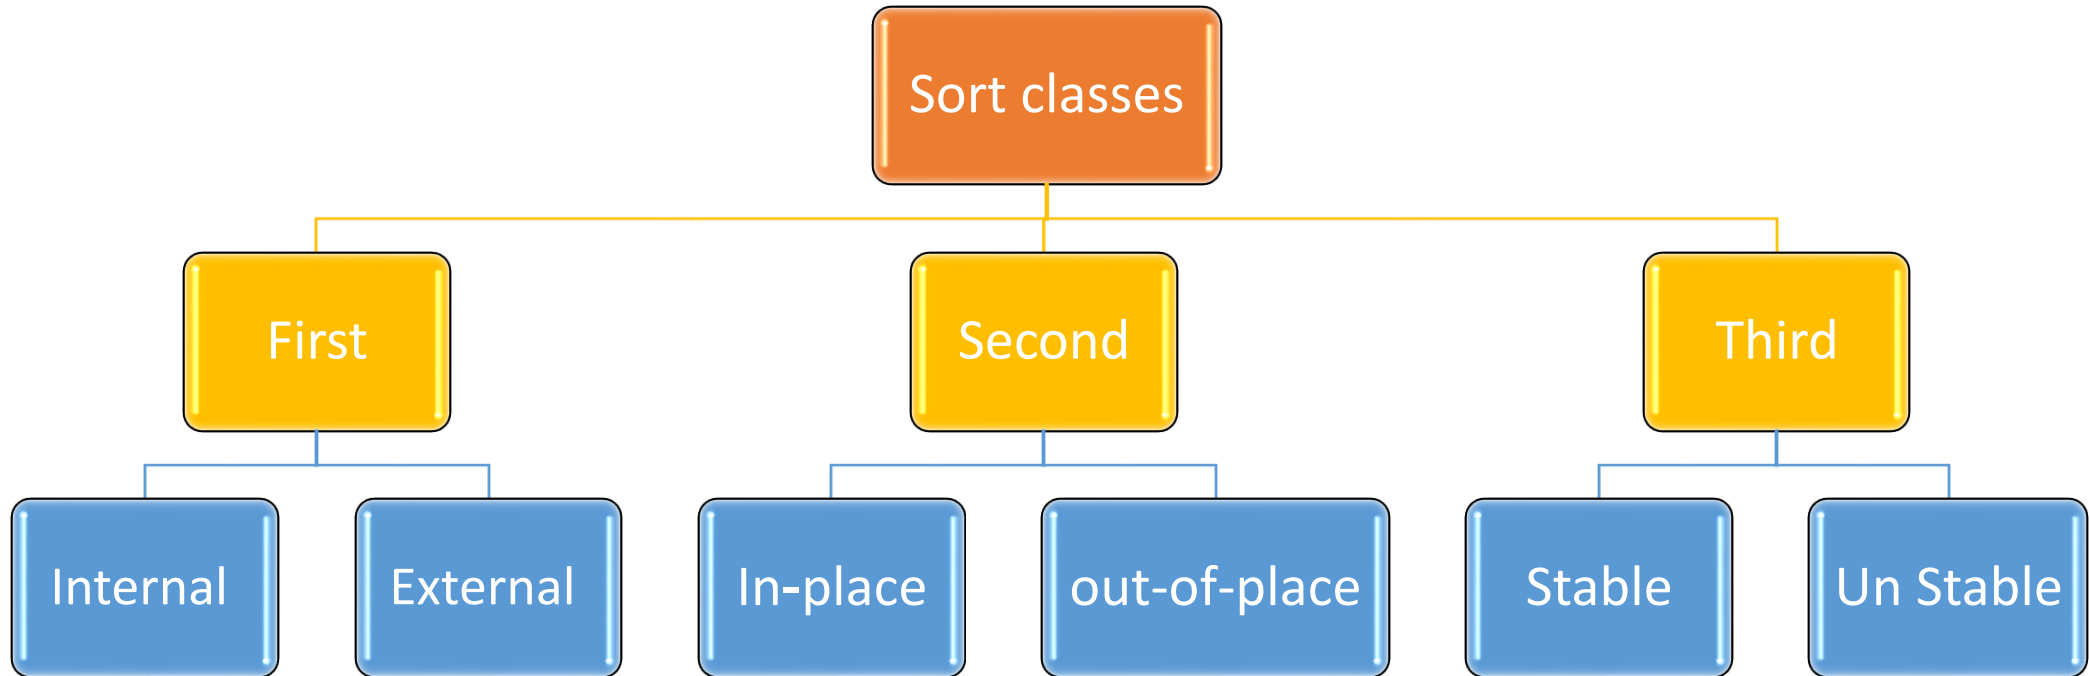 Sort classes
First
Second
Third
Internal
External
In-place
out-of-place
Stable
Un Stable